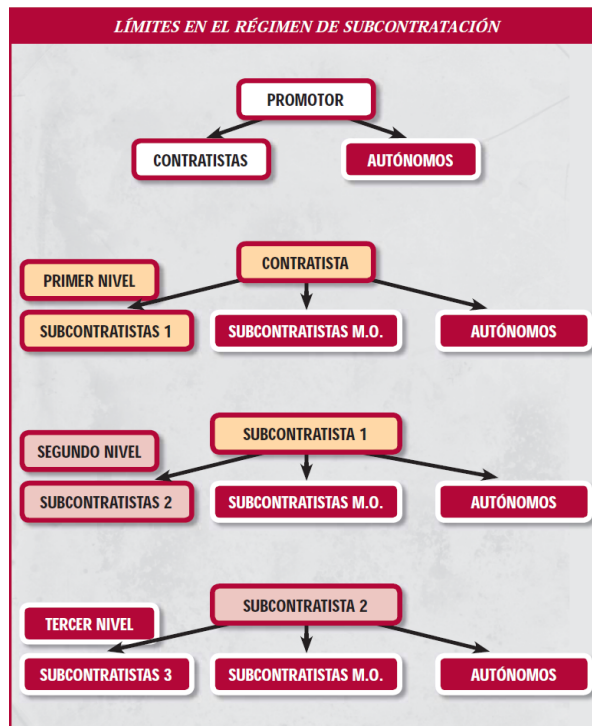 LÍMITES EN EL RÉGIMEN DE SUBCONTRATACIÓN
PROMOTOR
CONTRATISTAS
AUTÓNOMOS
CONTRATISTA
PRIMER NIVEL
SUBCONTRATISTAS 1
SUBCONTRATISTAS M.O.
AUTÓNOMOS
SUBCONTRATISTA 1
SEGUNDO NIVEL
SUBCONTRATISTAS 2
SUBCONTRATISTAS M.O.
AUTÓNOMOS
SUBCONTRATISTA 2
TERCER NIVEL
SUBCONTRATISTAS 3
SUBCONTRATISTAS M.O.
AUTÓNOMOS